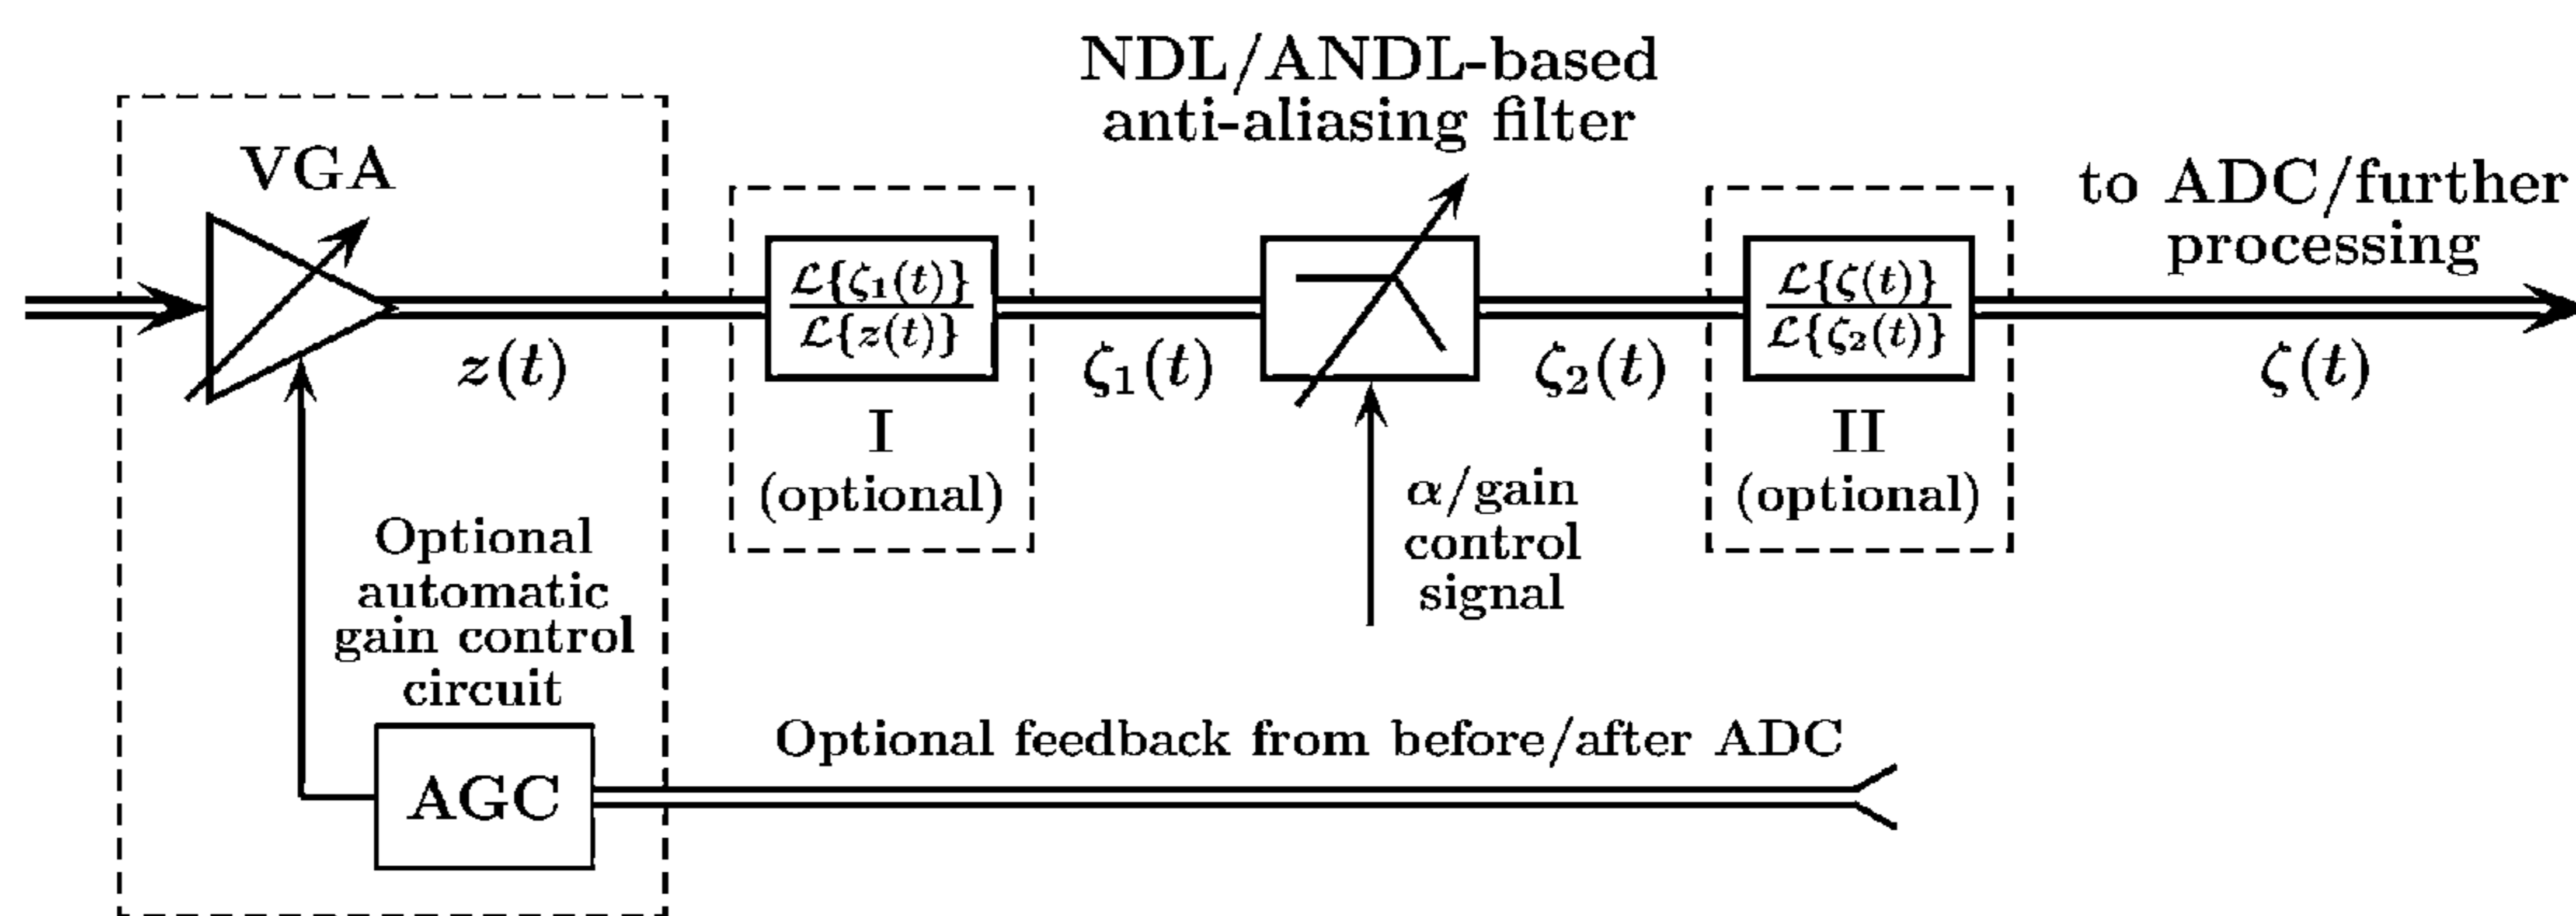 NDL/ANDL-based
anti-aliasing filter
VGA
to ADC/further
processing
ℒ{ζ₁(t)}
ℒ{z(t)}
ℒ{ζ(t)}
ℒ{ζ₂(t)}
z(t)
ζ₁(t)
ζ₂(t)
ζ(t)
I
(optional)
II
(optional)
α/gain
control
signal
Optional
automatic
gain control
circuit
Optional feedback from before/after ADC
AGC